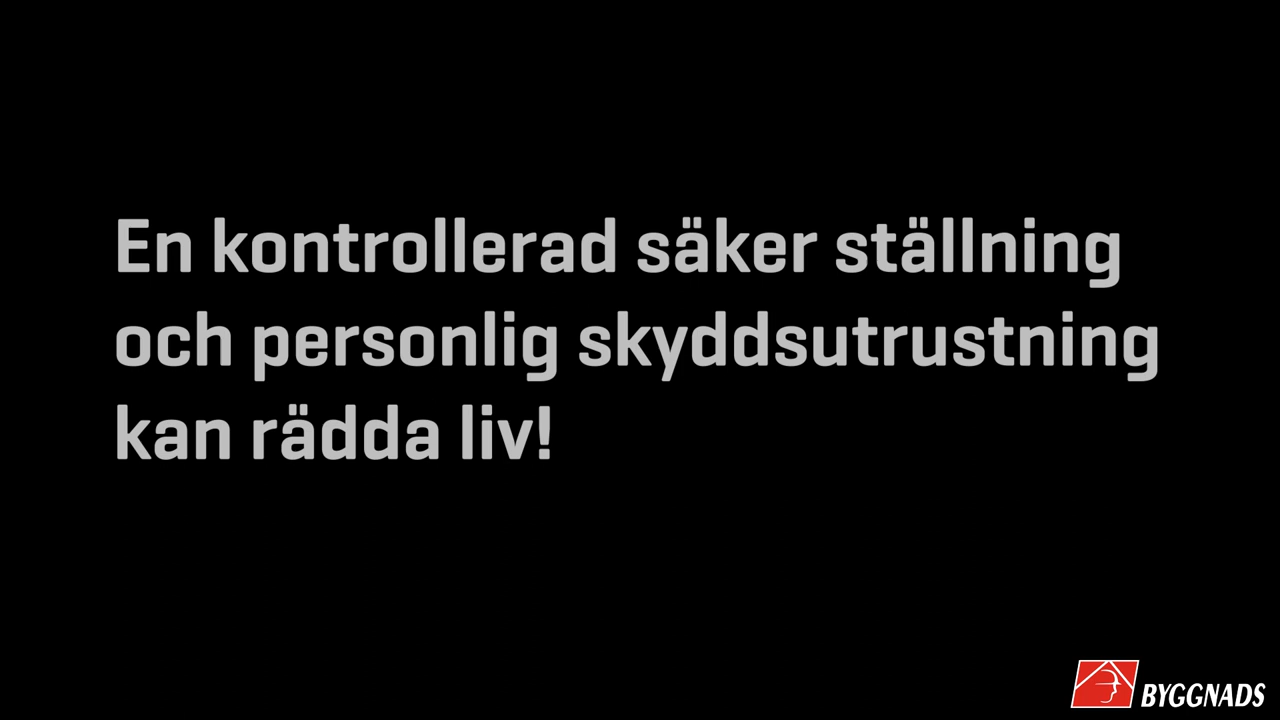 En kontrollerad säker ställning
och personlig skyddsutrustning
kan rädda liv!
BYGGNADS